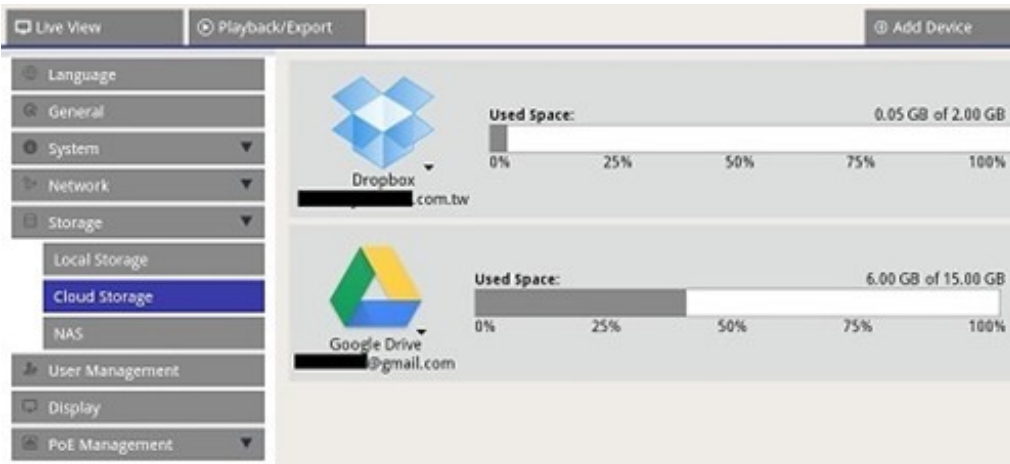 Live View
Playback/Export
Add Device
Language
General
System
Network
Storage
Local Storage
Cloud Storage
NAS
User Management
Display
PoE Management
Used Space: 0.05 GB of 2.00 GB
0% 25% 50% 75% 100%
Dropbox
.com.tw
Used Space: 6.00 GB of 15.00 GB
0% 25% 50% 75% 100%
Google Drive
@gmail.com